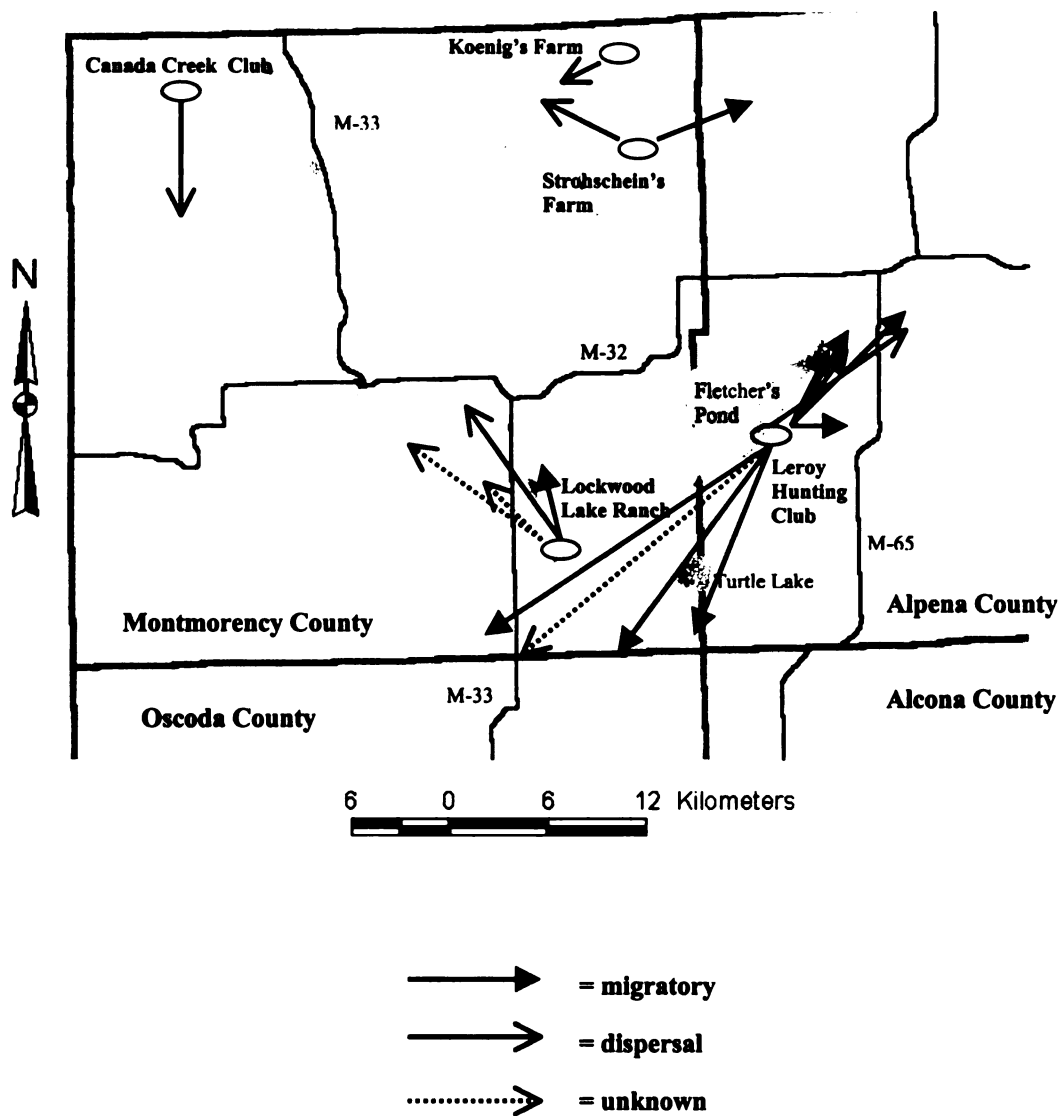 Koenig's Farm
Canada Creek Club
M-33
Strohschein's
Farm
N
M-32
Fletcher's
Pond
Lockwood
Lake Ranch
Leroy
Hunting
Club
M-65
Turtle Lake
Montmorency County
Alpena County
M-33
Oscoda County
Alcona County
6 0 6 12 Kilometers
= migratory
= dispersal
= unknown